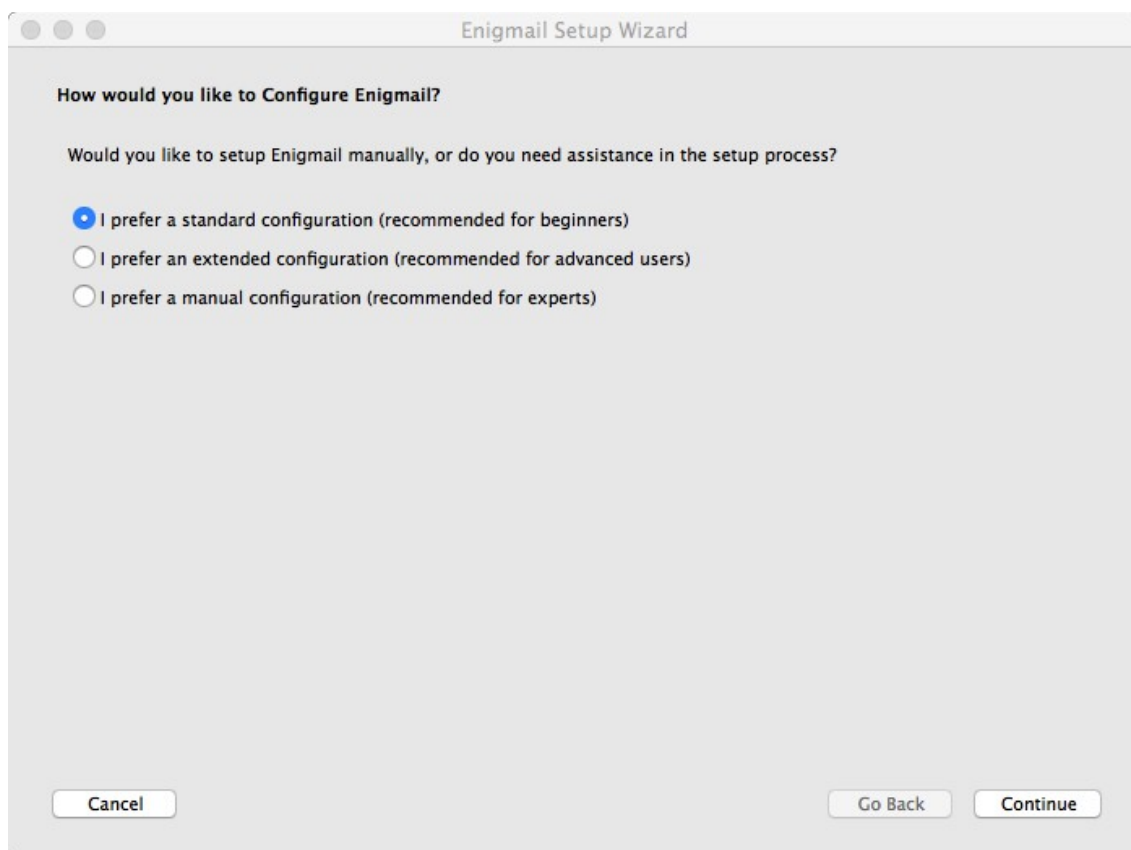 Enigmail Setup Wizard
How would you like to Configure Enigmail?
Would you like to setup Enigmail manually, or do you need assistance in the setup process?
I prefer a standard configuration (recommended for beginners)
I prefer an extended configuration (recommended for advanced users)
I prefer a manual configuration (recommended for experts)
Cancel Go Back Continue